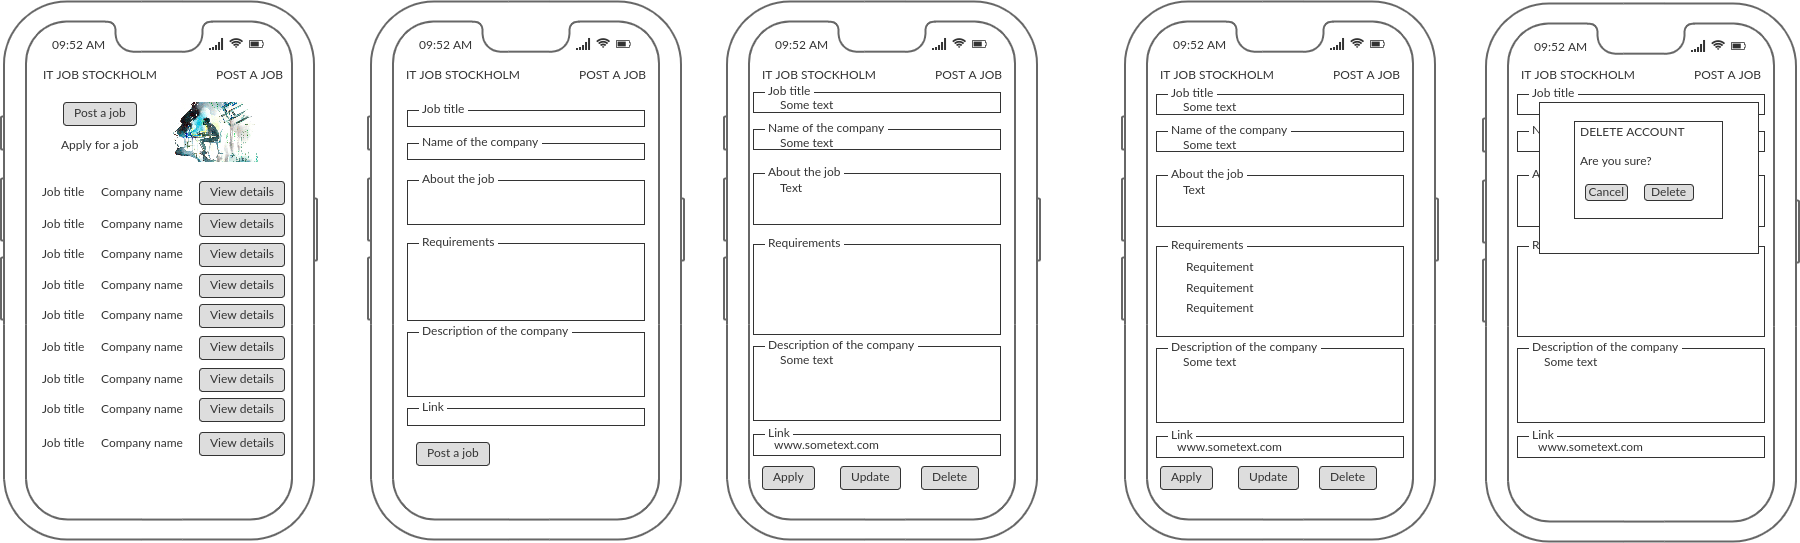 09:52 AM
IT JOB STOCKHOLM POST A JOB
Post a job
Apply for a job
Job title Company name View details
Job title Company name View details
Job title Company name View details
Job title Company name View details
Job title Company name View details
Job title Company name View details
Job title Company name View details
Job title Company name View details
Job title Company name View details
09:52 AM
IT JOB STOCKHOLM POST A JOB
Job title
Name of the company
About the job
Requirements
Description of the company
Link
Post a job
09:52 AM
IT JOB STOCKHOLM POST A JOB
Job title
Some text
Name of the company
Some text
About the job
Text
Requirements
Description of the company
Some text
Link
www.sometext.com
Apply Update Delete
09:52 AM
IT JOB STOCKHOLM POST A JOB
Job title
Some text
Name of the company
Some text
About the job
Text
Requirements
Requitement
Requitement
Requitement
Description of the company
Some text
Link
www.sometext.com
Apply Update Delete
09:52 AM
IT JOB STOCKHOLM POST A JOB
Job title
N
A
R
DELETE ACCOUNT
Are you sure?
Cancel Delete
Description of the company
Some text
Link
www.sometext.com